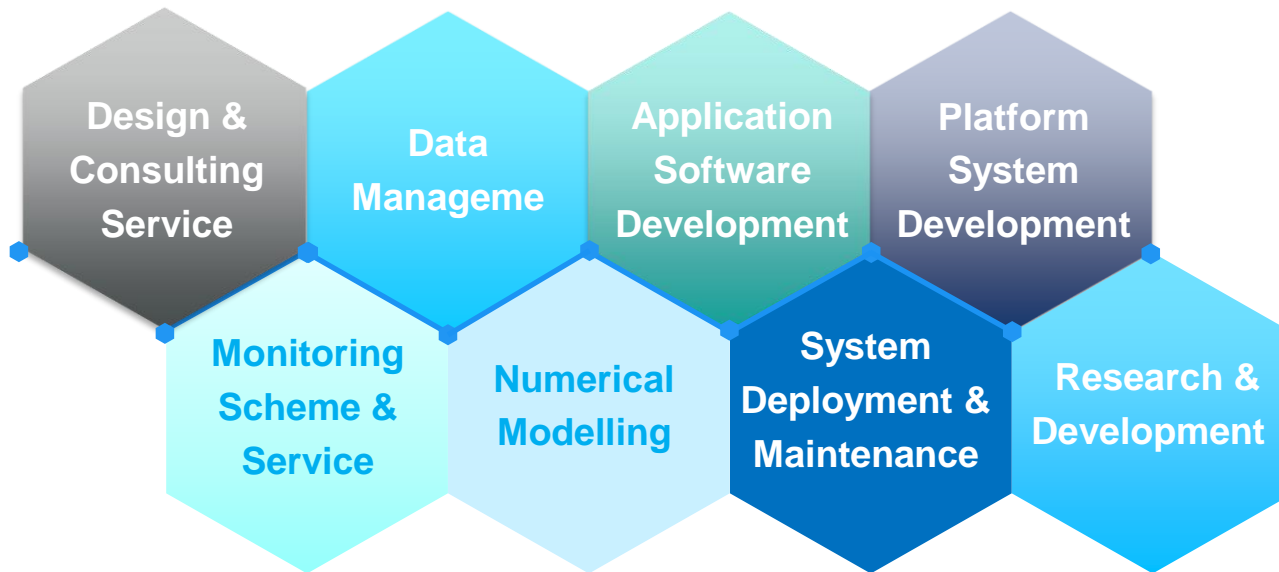 Design &
Consulting
Service
Data
Manageme
Application
Software
Development
Platform
System
Development
Monitoring
Scheme &
Service
Numerical
Modelling
System
Deployment &
Maintenance
Research &
Development